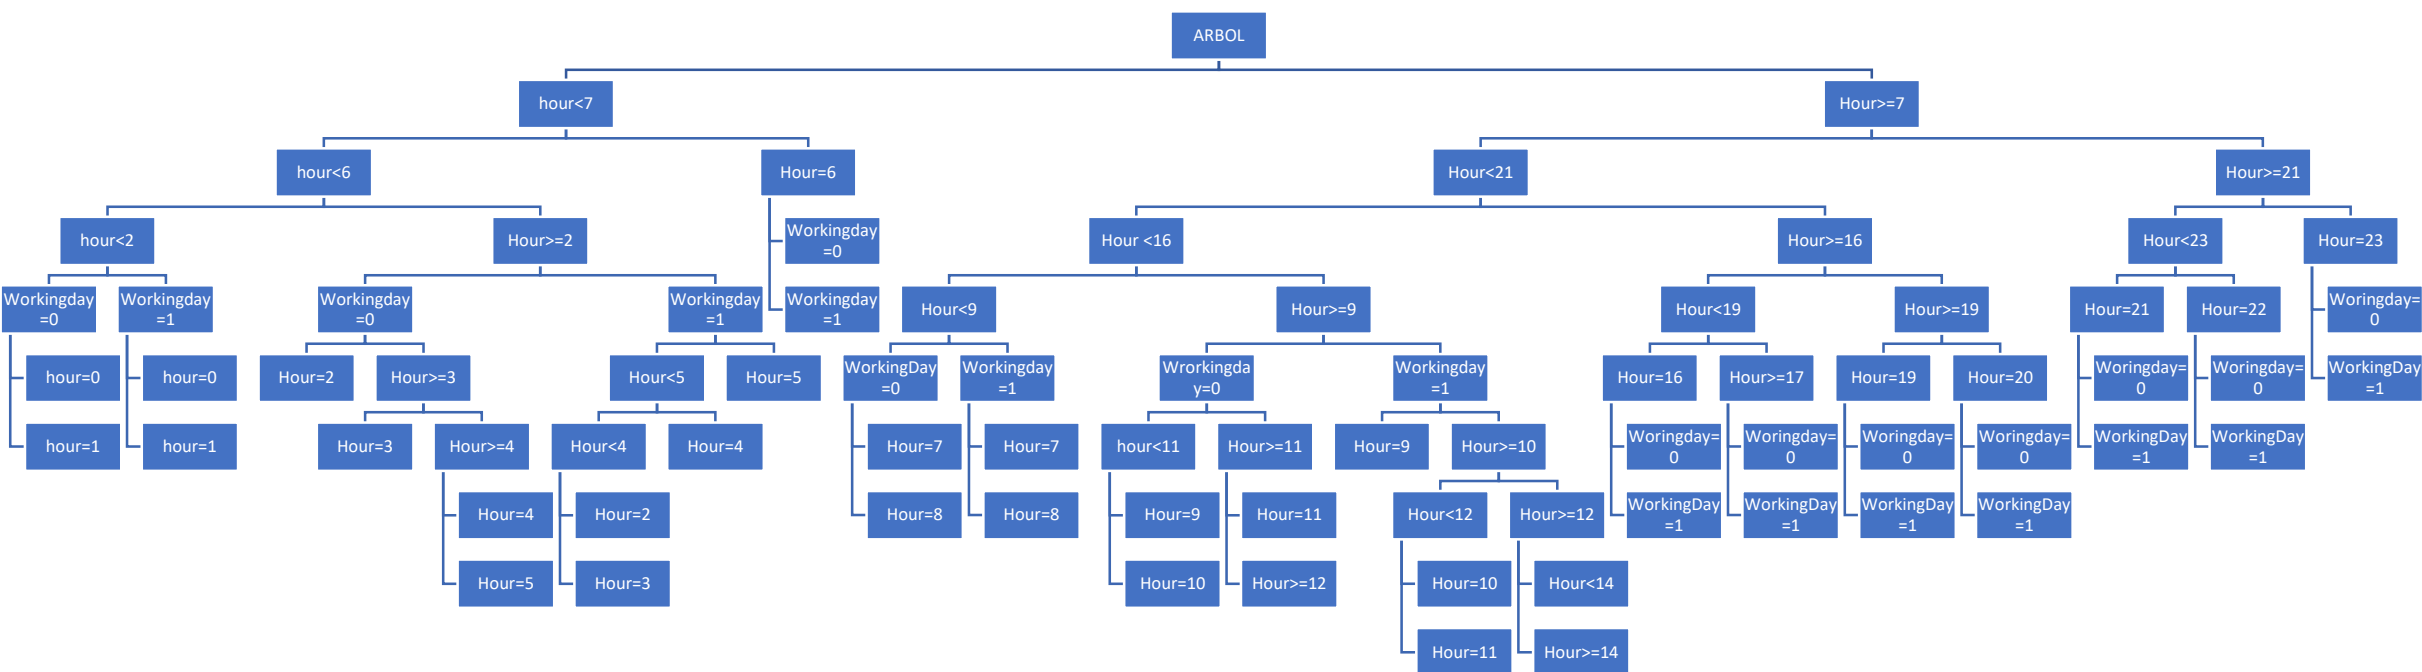 ARBOL
hour<7
Hour>=7
hour<6
Hour=6
Hour<21
Hour>=21
hour<2
Hour>=2
Workingday
=0
Hour <16
Hour>=16
Hour<23
Hour=23
Workingday
=0
Workingday
=1
Workingday
=0
Workingday
=1
Workingday
=1
Hour<9
Hour>=9
Hour<19
Hour>=19
Hour=21
Hour=22
Woringday=
0
hour=0
hour=0
Hour=2
Hour>=3
Hour<5
Hour=5
WorkingDay
=0
Workingday
=1
Wrorkingda
y=0
Workingday
=1
Hour=16
Hour>=17
Hour=19
Hour=20
Woringday=
0
Woringday=
0
WorkingDay
=1
hour=1
hour=1
Hour=3
Hour>=4
Hour<4
Hour=4
Hour=7
Hour=7
hour<11
Hour>=11
Hour=9
Hour>=10
Woringday=
0
Woringday=
0
Woringday=
0
Woringday=
0
WorkingDay
=1
WorkingDay
=1
Hour=4
Hour=2
Hour=8
Hour=8
Hour=9
Hour=11
Hour<12
Hour>=12
WorkingDay
=1
WorkingDay
=1
WorkingDay
=1
WorkingDay
=1
Hour=5
Hour=3
Hour=10
Hour>=12
Hour=10
Hour<14
Hour=11
Hour>=14